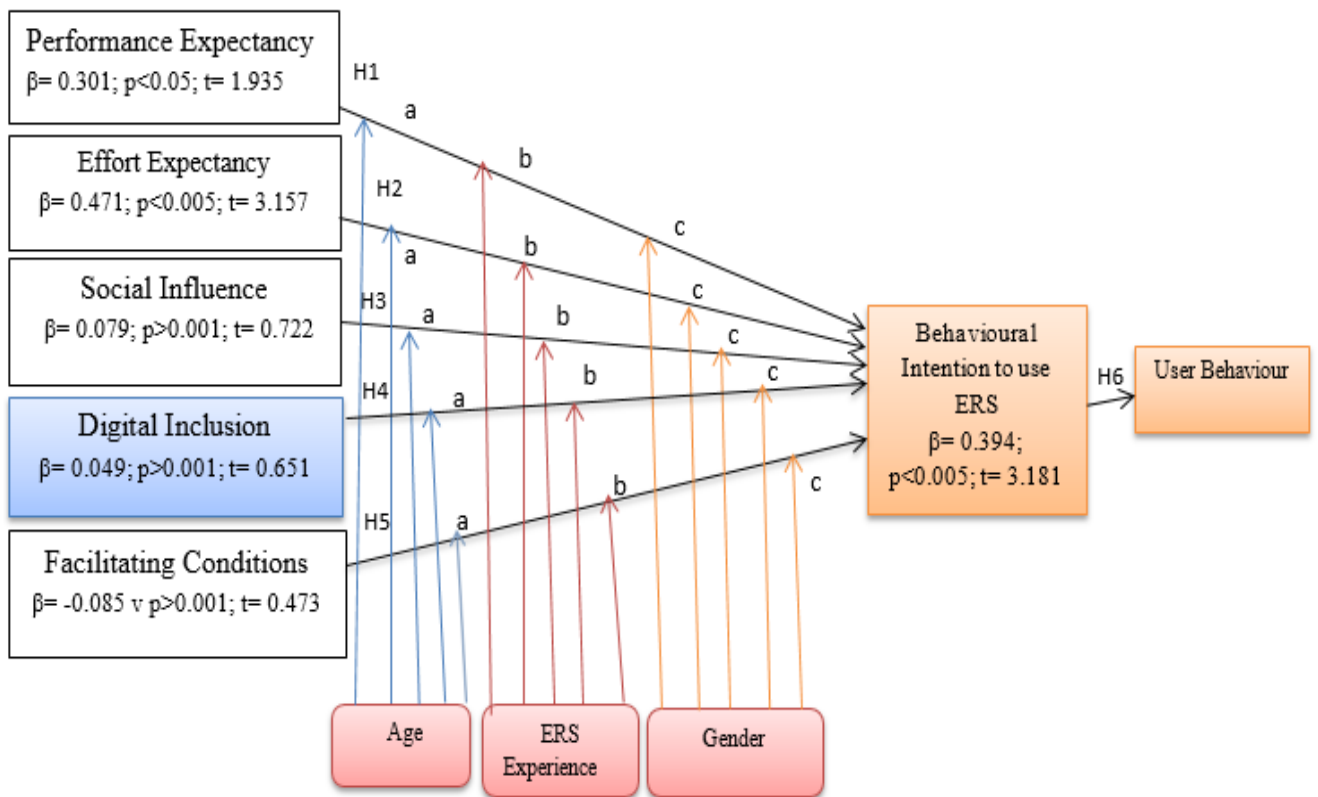 Performance Expectancy
β= 0.301; p<0.05; t= 1.935
H1
a
b
c
Effort Expectancy
β= 0.471; p<0.005; t= 3.157
H2
a
b
c
Social Influence
β= 0.079; p>0.001; t= 0.722
H3
a
b
c
Digital Inclusion
β= 0.049; p>0.001; t= 0.651
H4
a
b
c
Facilitating Conditions
β= -0.085 v p>0.001; t= 0.473
H5
a
b
c
Behavioural
Intention to use
ERS
β= 0.394;
p<0.005; t= 3.181
H6
User Behaviour
Age
ERS
Experience
Gender